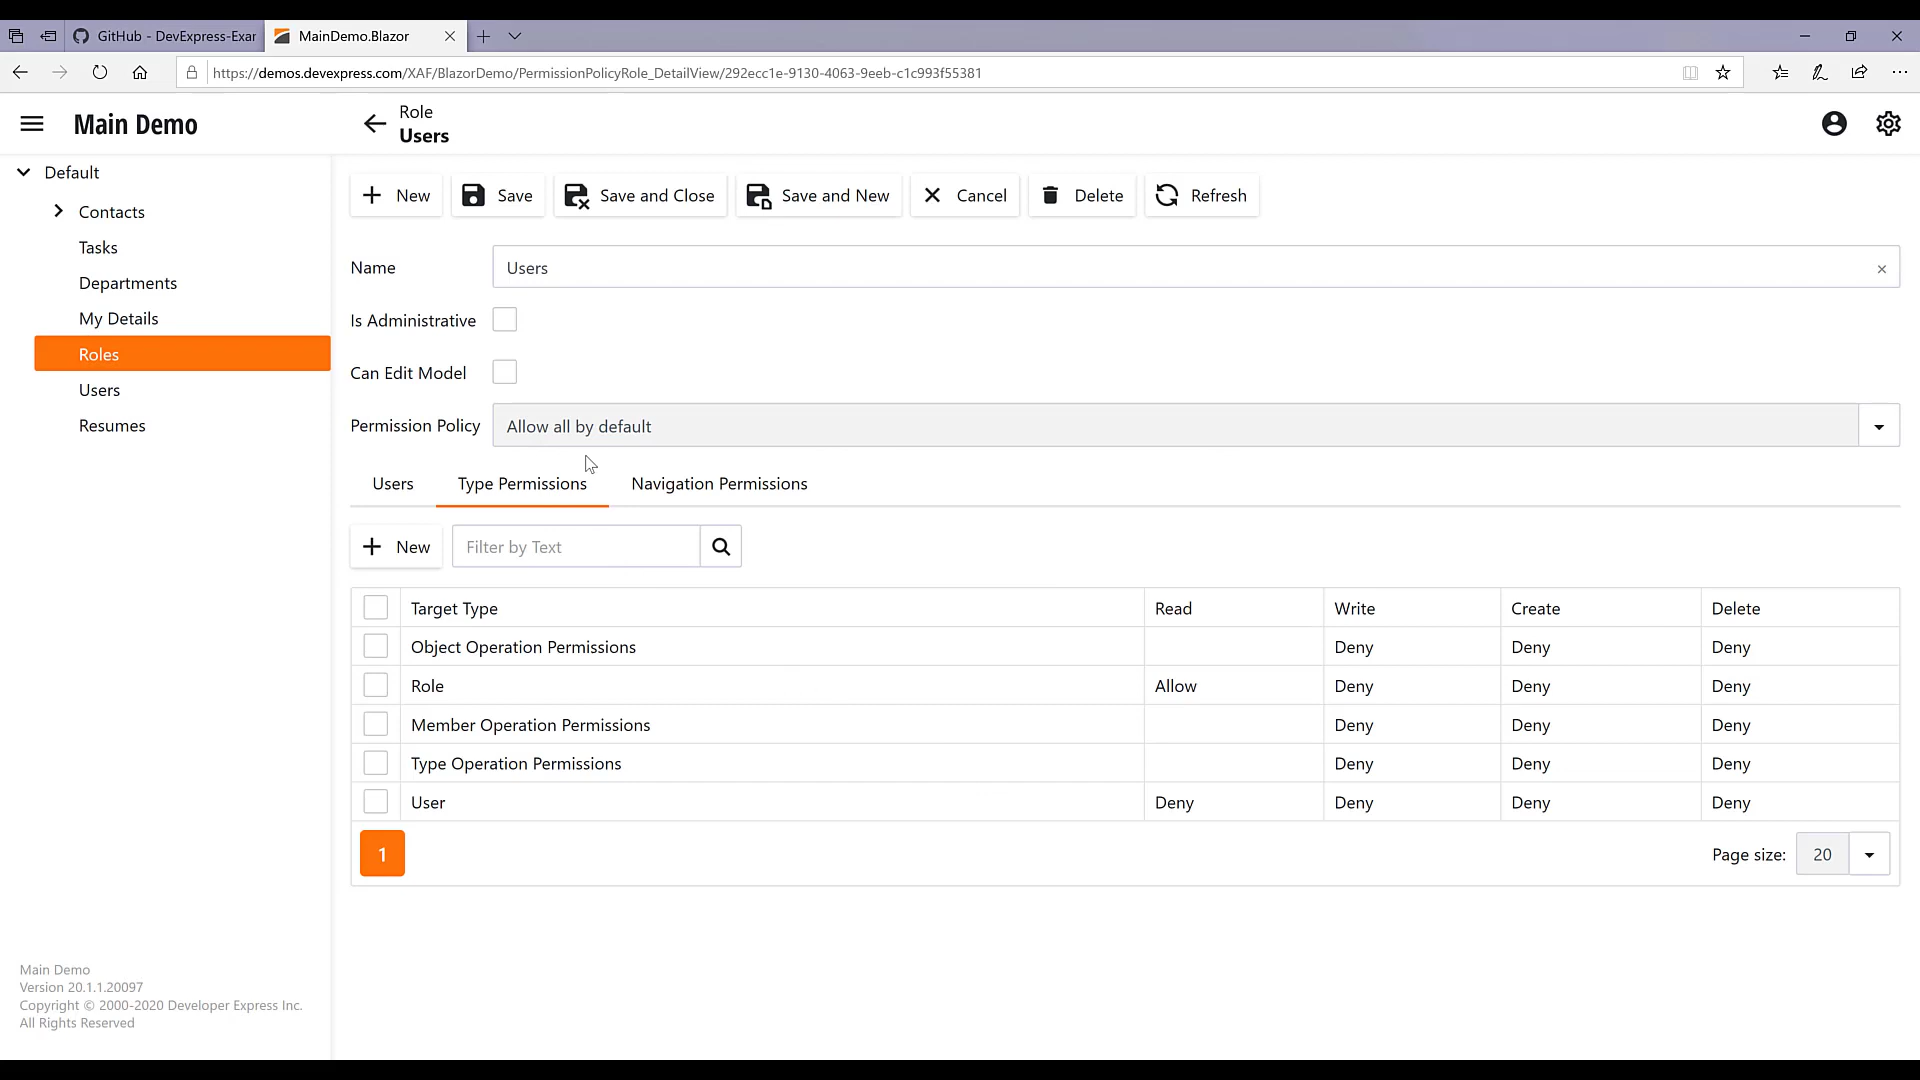 GitHub - DevExpress-Exar
MainDemo.Blazor
https://demos.devexpress.com/XAF/BlazorDemo/PermissionPolicyRole_DetailView/292ecc1e-9130-4063-9eeb-c1c993f55381
Main Demo
Role
Users
Default
Contacts
Tasks
Departments
My Details
Roles
Users
Resumes
New
Save
Save and Close
Save and New
Cancel
Delete
Refresh
Name
Users
Is Administrative
Can Edit Model
Permission Policy
Allow all by default
Users
Type Permissions
Navigation Permissions
New
Filter by Text
Target Type Read Write Create Delete
Object Operation Permissions Deny Deny Deny
Role Allow Deny Deny Deny
Member Operation Permissions Deny Deny Deny
Type Operation Permissions Deny Deny Deny
User Deny Deny Deny Deny
1
Page size: 20
Main Demo
Version 20.1.1.20097
Copyright © 2000-2020 Developer Express Inc.
All Rights Reserved